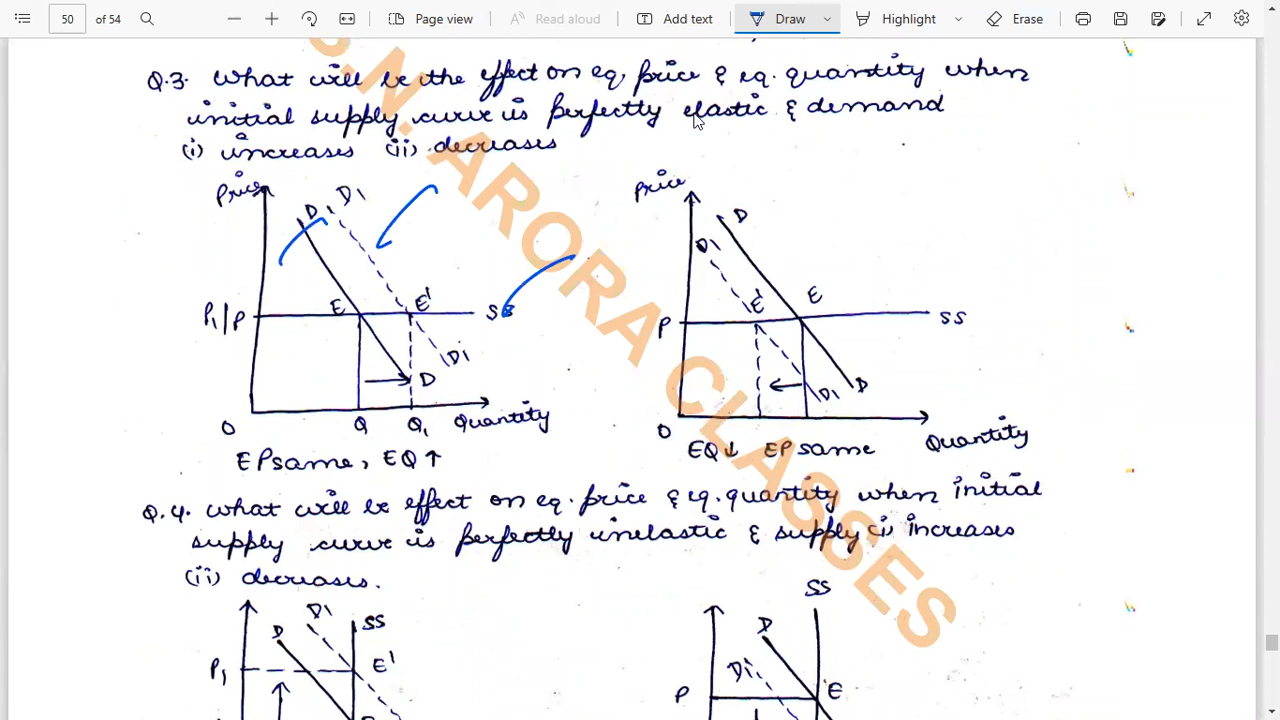 50 of 54
Page view
Read aloud
Add text
Draw
Highlight
Erase
Q.3 What will be the effect on eq. price & eq. quantity when
initial supply curve is perfectly elastic & demand
(i) increases (ii) decreases
Price
D
D1
P1/P
E
E'
SS
D1
D
O
Q
Q1
Quantity
EP same, EQ ↑
Price
D
D1
E'
E
P
SS
D1
D
O
Quantity
EQ↓ EP same
Q.4. What will be effect on eq. price & eq. quantity when initial
supply curve is perfectly inelastic & supply (i) increases
(ii) decreases.
D
D1
SS
P1
E'
SS
D
D1
P
E
S.N. ARORA CLASSES